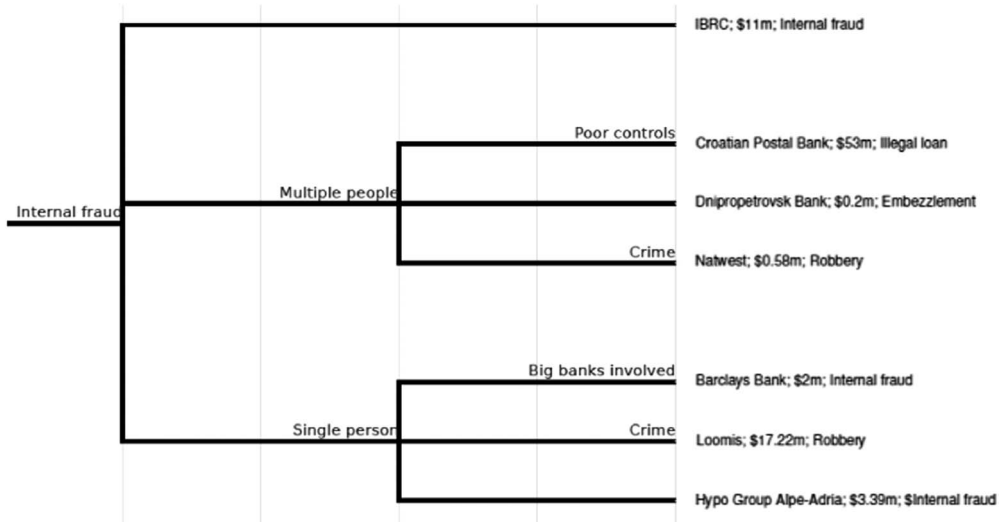 IBRC; $11m; Internal fraud
Poor controls
Croatian Postal Bank; $53m; Illegal loan
Multiple people
Dnipropetrovsk Bank; $0.2m; Embezzlement
Internal fraud
Crime
Natwest; $0.58m; Robbery
Big banks involved
Barclays Bank; $2m; Internal fraud
Single person
Crime
Loomis; $17.22m; Robbery
Hypo Group Alpe-Adria; $3.39m; $Internal fraud